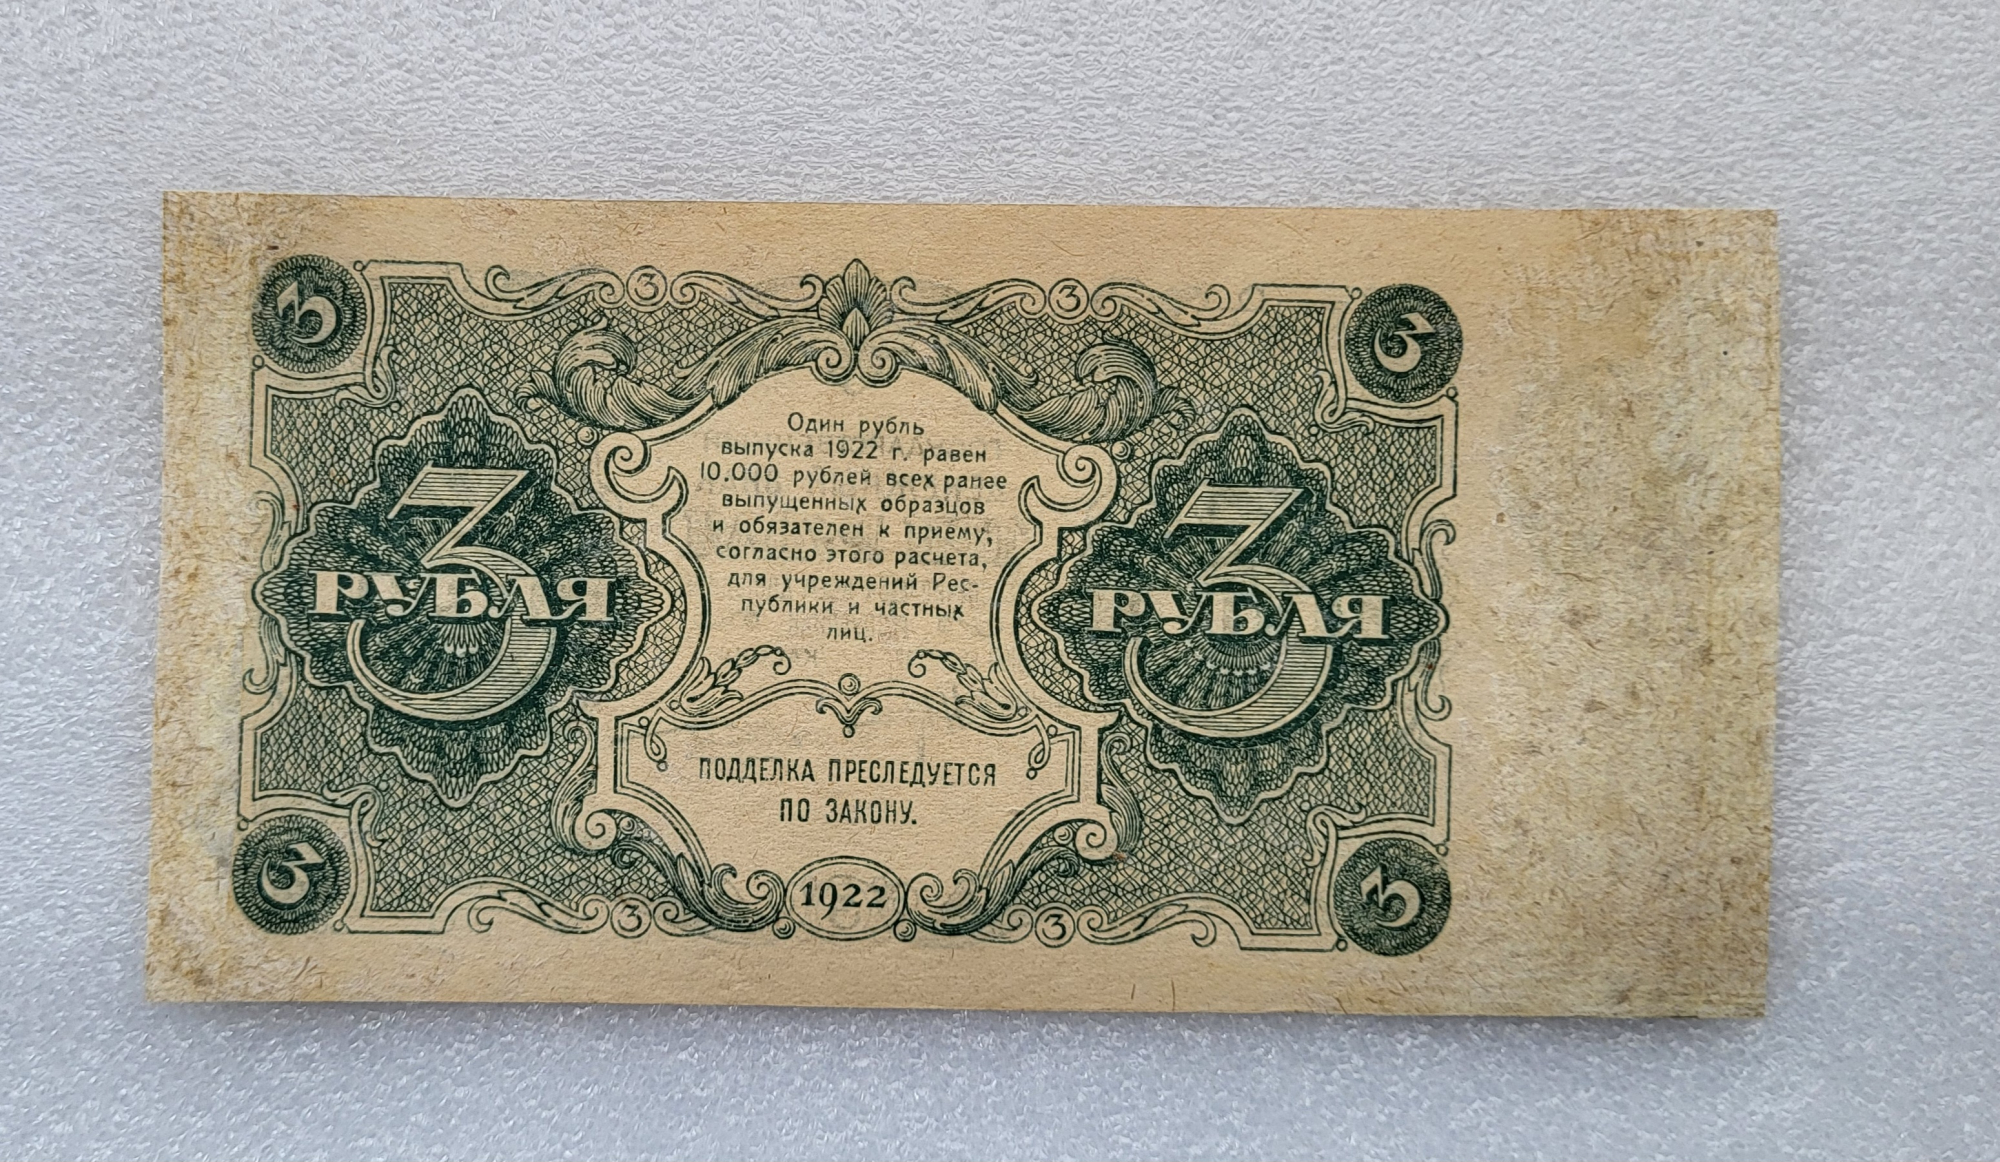 3
3
3
3
Один рубль
выпуска 1922 г. равен
10.000 рублей всех ранее
выпущенных образцов
и обязателен к приему,
согласно этого расчета,
для учреждений Рес-
публики и частных
лиц.
3
РУБЛЯ
3
РУБЛЯ
ПОДДЕЛКА ПРЕСЛЕДУЕТСЯ
ПО ЗАКОНУ.
3
3
1922
3
3